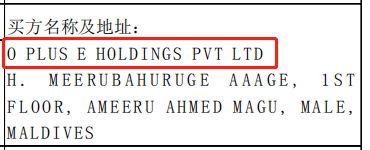 买方名称及地址:
O PLUS E HOLDINGS PVT LTD
H. MEERUBAHURUGE AAAGE, 1ST
FLOOR, AMEERU AHMED MAGU, MALE,
MALDIVES